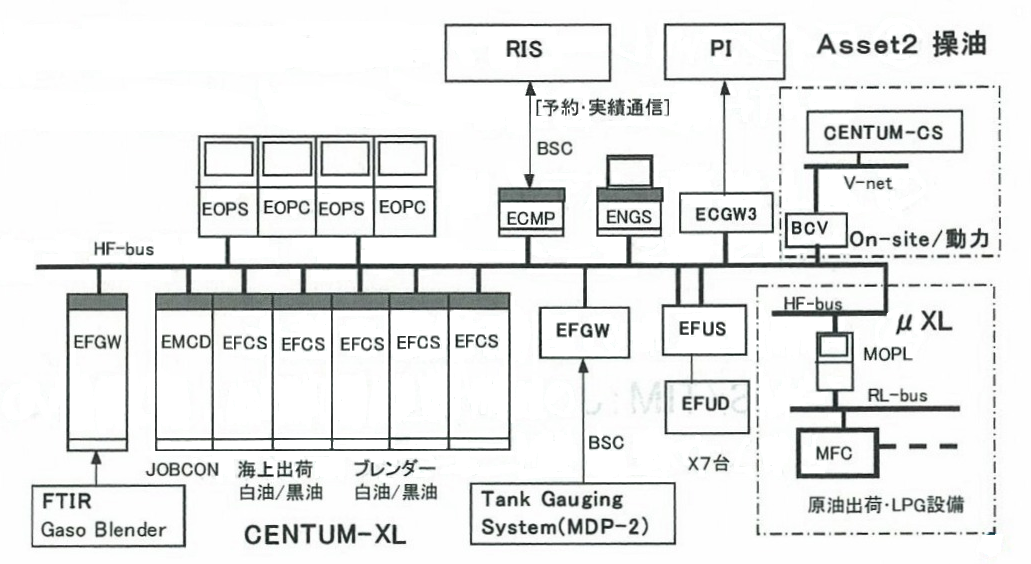 RIS
PI
Asset2 操油
[予約・実績通信]
BSC
CENTUM-CS
V-net
EOPS
EOPC
EOPS
EOPC
ECMP
ENGS
ECGW3
BCV
On-site/動力
HF-bus
HF-bus
μXL
EFGW
EMCD
EFCS
EFCS
EFCS
EFCS
EFCS
EFGW
EFUS
MOPL
EFUD
RL-bus
BSC
MFC
X7台
JOBCON
海上出荷
白油/黒油
ブレンダー
白油/黒油
FTIR
Gaso Blender
CENTUM-XL
Tank Gauging
System(MDP-2)
原油出荷・LPG設備